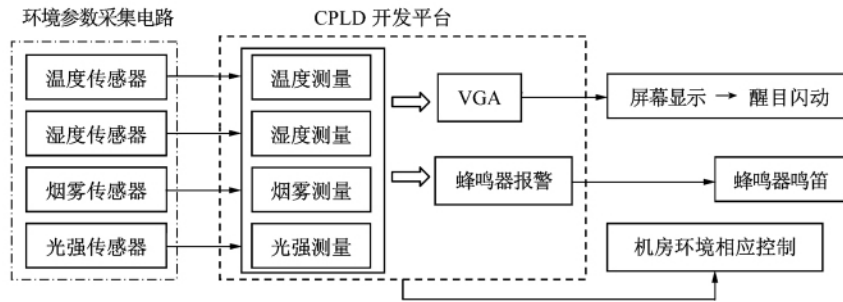 环境参数采集电路
CPLD 开发平台
温度传感器
温度测量
VGA
屏幕显示 → 醒目闪动
湿度传感器
湿度测量
烟雾传感器
烟雾测量
蜂鸣器报警
蜂鸣器鸣笛
光强传感器
光强测量
机房环境相应控制